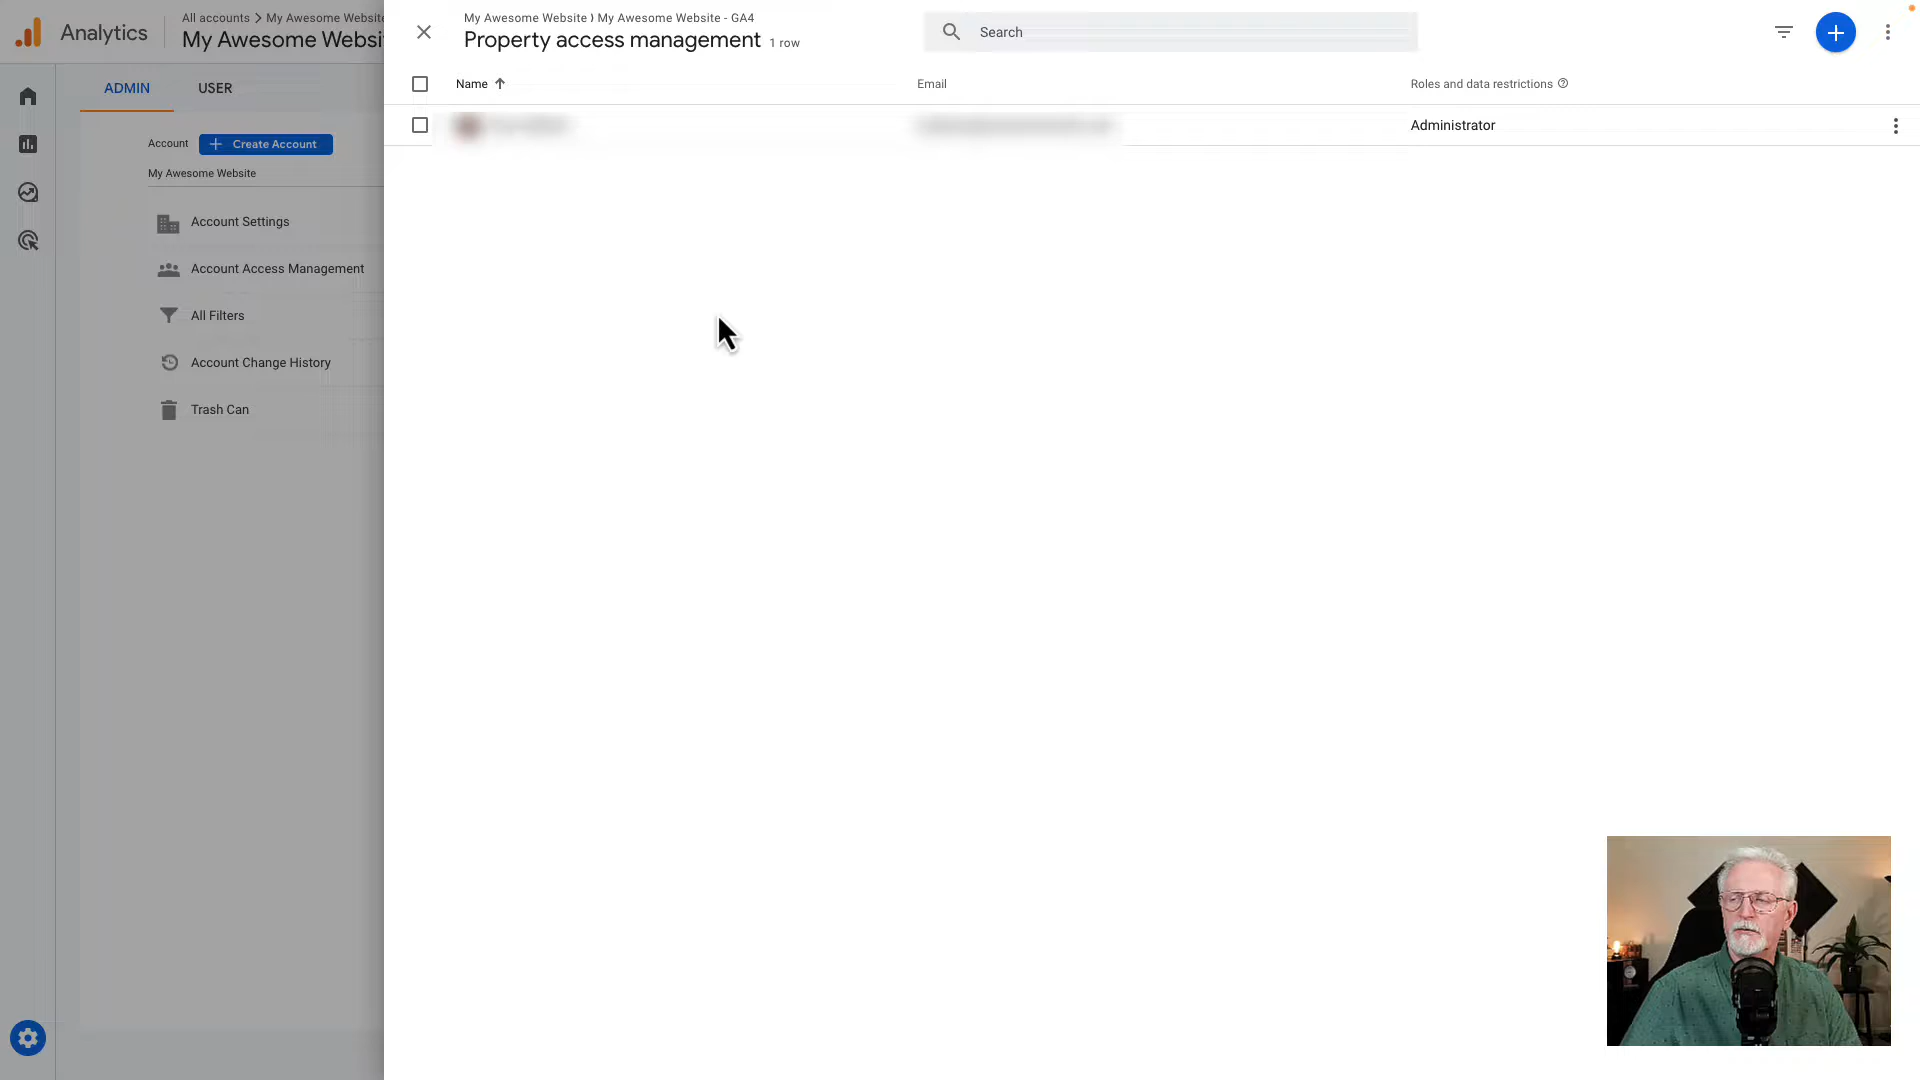 Analytics
All accounts > My Awesome Website
My Awesome Websi
ADMIN
USER
Account
Create Account
My Awesome Website
Account Settings
Account Access Management
All Filters
Account Change History
Trash Can
My Awesome Website > My Awesome Website - GA4
Property access management 1 row
Search
Name
Email
Roles and data restrictions
Administrator